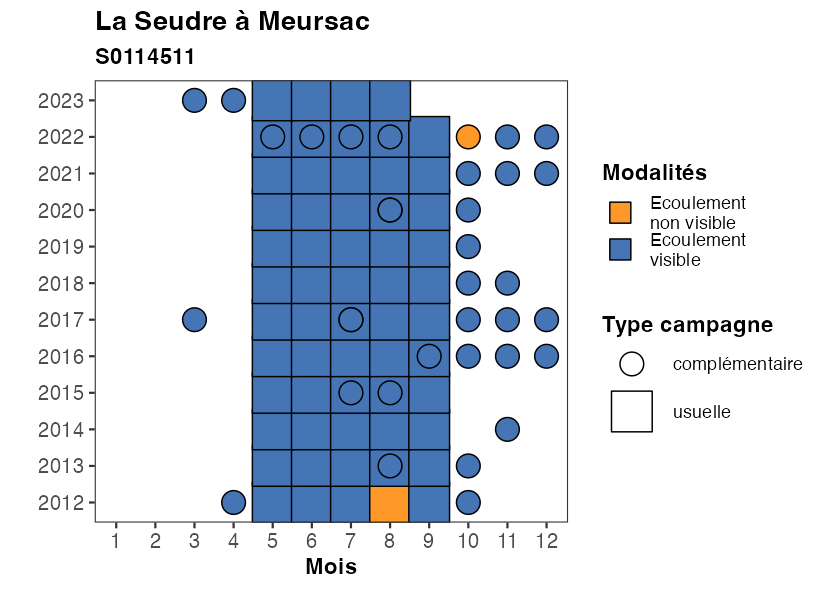 La Seudre à Meursac
S0114511
2023
2022
2021
2020
2019
2018
2017
2016
2015
2014
2013
2012
1 2 3 4 5 6 7 8 9 10 11 12
Mois
Modalités
Ecoulement
non visible
Ecoulement
visible
Type campagne
complémentaire
usuelle